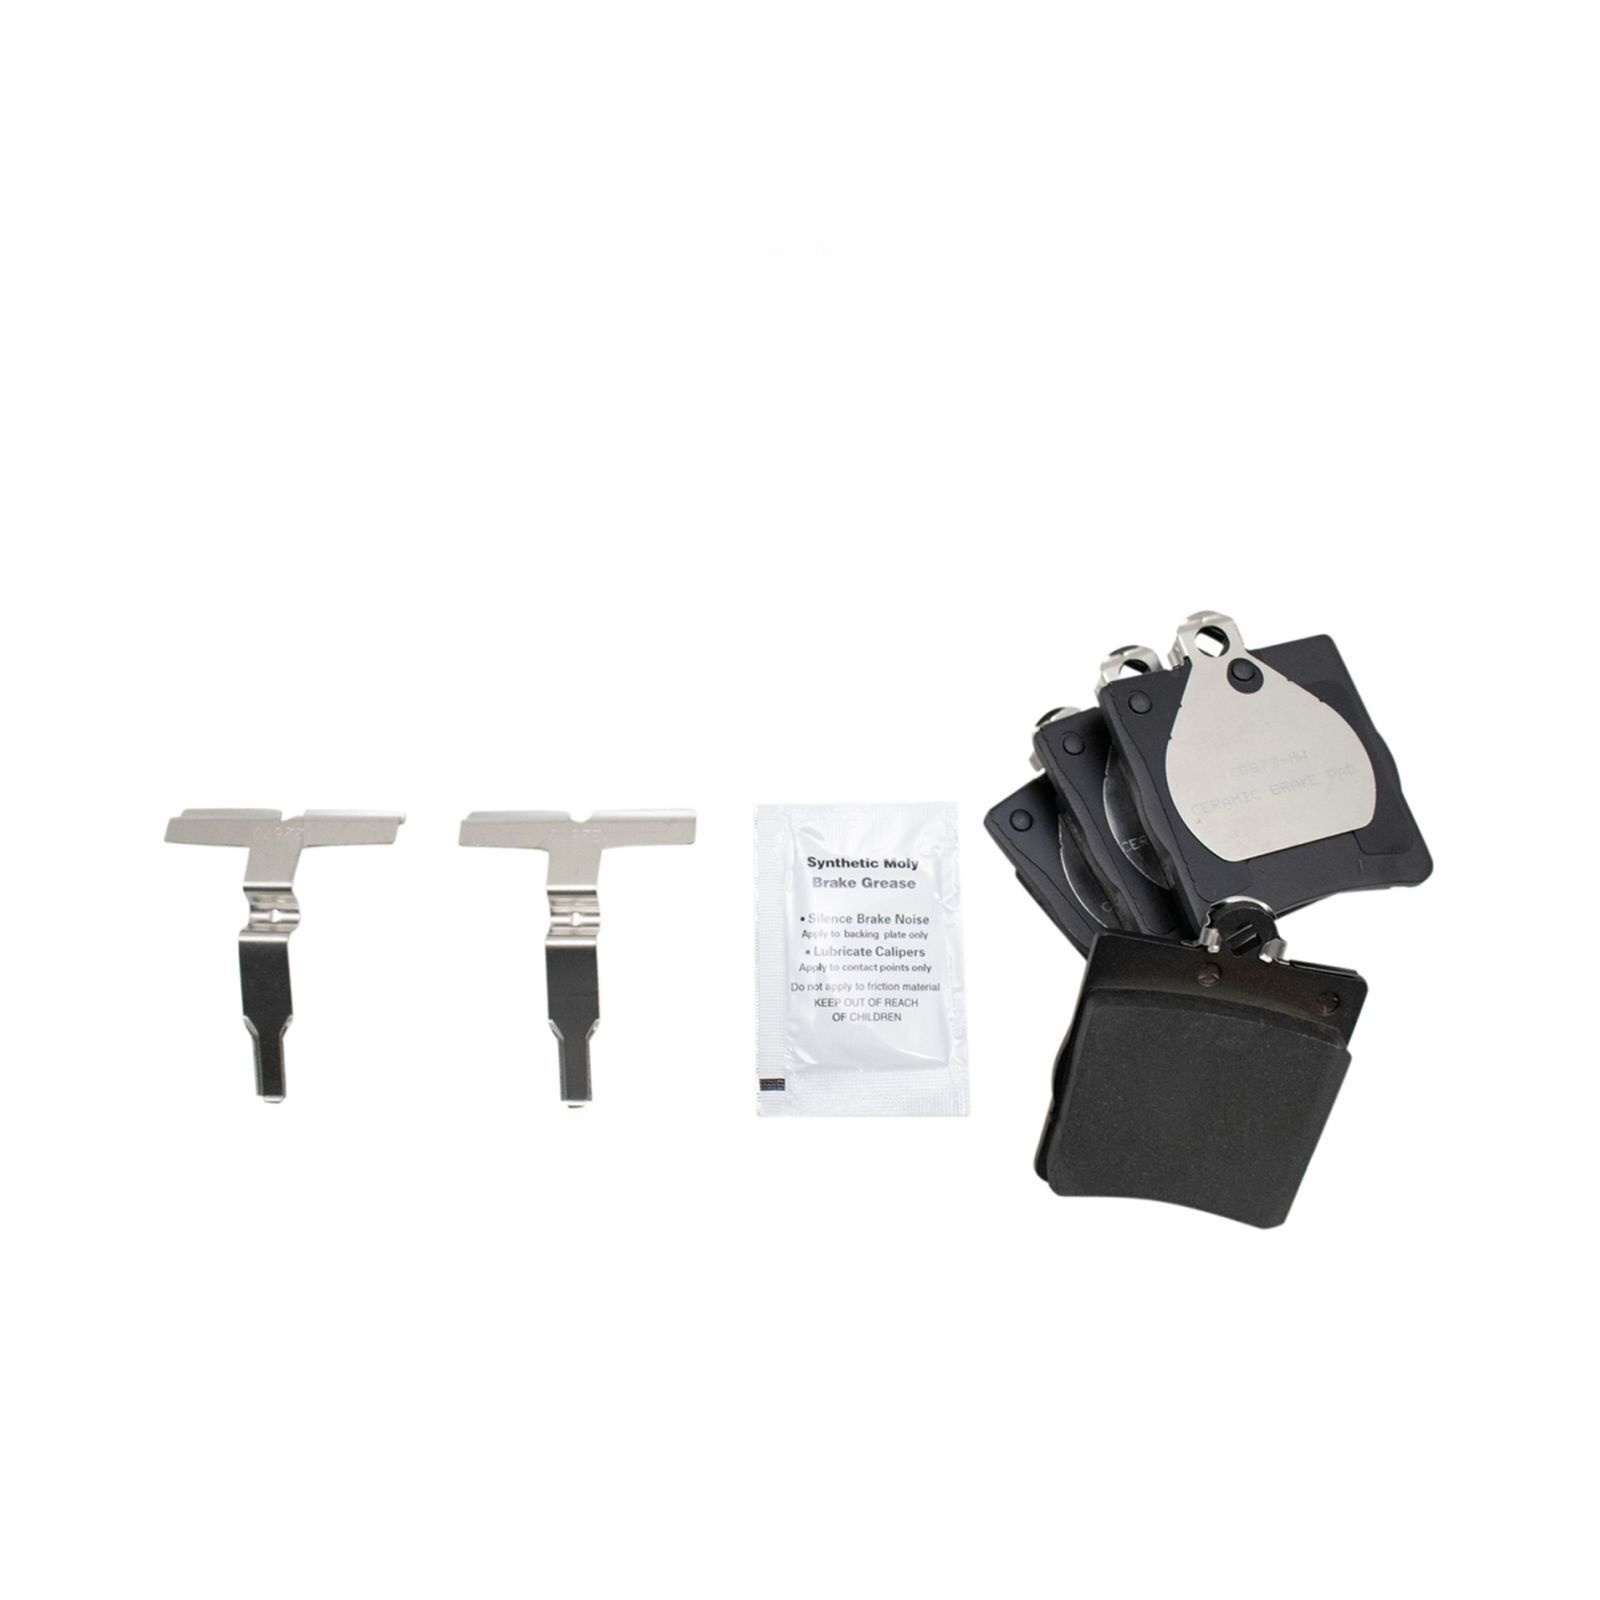 Synthetic Moly
Brake Grease
• Silence Brake Noise
Apply to backing plate only
• Lubricate Calipers
Apply to contact points only
Do not apply to friction material
KEEP OUT OF REACH
OF CHILDREN
CD873-HW
CERAMIC BRAKE PAD
CER